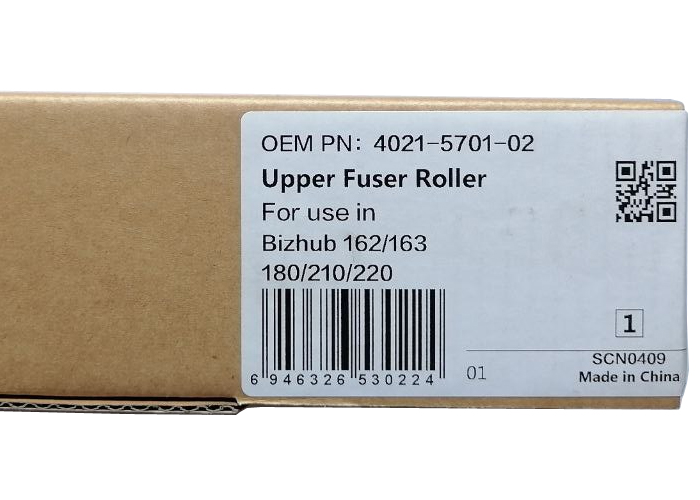 OEM PN: 4021-5701-02
Upper Fuser Roller
For use in
Bizhub 162/163
180/210/220
6 946326 530224
01
1
SCN0409
Made in China